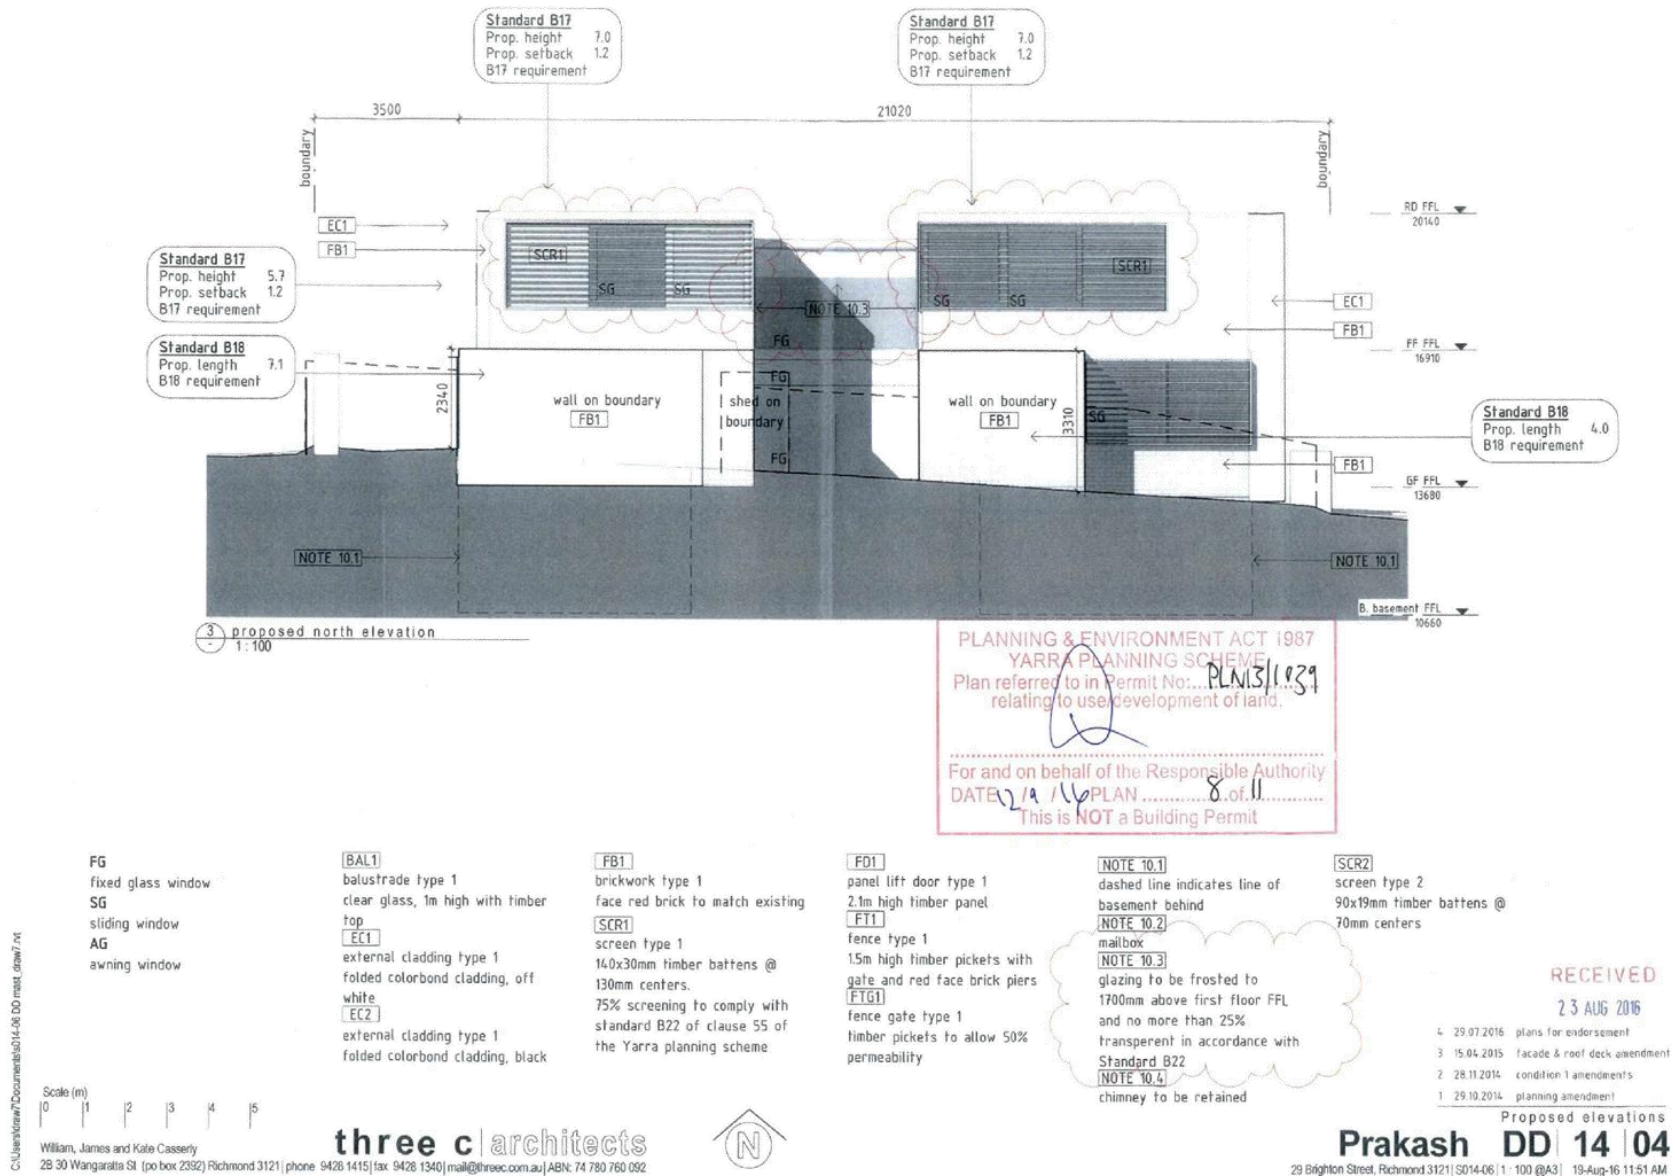 Standard B17
Prop. height 7.0
Prop. setback 1.2
B17 requirement
Standard B17
Prop. height 7.0
Prop. setback 1.2
B17 requirement
3500
21020
boundary
boundary
EC1
FB1
Standard B17
Prop. height 5.7
Prop. setback 1.2
B17 requirement
Standard B18
Prop. length 7.1
B18 requirement
SCR1
SG
SG
NOTE 10.3
SG
SG
SCR1
RD FFL
20140
EC1
FB1
FF FFL
16910
FG
FG
FG
2340
wall on boundary
FB1
shed on
boundary
wall on boundary
FB1
3310
SG
Standard B18
Prop. length 4.0
B18 requirement
FB1
GF FFL
13680
NOTE 10.1
NOTE 10.1
B. basement FFL
10660
3 proposed north elevation
1:100
PLANNING & ENVIRONMENT ACT 1987
YARRA PLANNING SCHEME
Plan referred to in Permit No:....PLN13/1039
relating to use/development of land.
For and on behalf of the Responsible Authority
DATE 12/9/16 PLAN ............8.of.11............
This is NOT a Building Permit
FG
fixed glass window
SG
sliding window
AG
awning window
BAL1
balustrade type 1
clear glass, 1m high with timber
top
EC1
external cladding type 1
folded colorbond cladding, off
white
EC2
external cladding type 1
folded colorbond cladding, black
FB1
brickwork type 1
face red brick to match existing
SCR1
screen type 1
140x30mm timber battens @
130mm centers.
75% screening to comply with
standard B22 of clause 55 of
the Yarra planning scheme
FD1
panel lift door type 1
2.1m high timber panel
FT1
fence type 1
1.5m high timber pickets with
gate and red face brick piers
FTG1
fence gate type 1
timber pickets to allow 50%
permeability
NOTE 10.1
dashed line indicates line of
basement behind
NOTE 10.2
mailbox
NOTE 10.3
glazing to be frosted to
1700mm above first floor FFL
and no more than 25%
transperent in accordance with
Standard B22
NOTE 10.4
chimney to be retained
SCR2
screen type 2
90x19mm timber battens @
70mm centers
RECEIVED
23 AUG 2016
4 29.07.2016 plans for endorsement
3 15.04.2015 facade & roof deck amendment
2 28.11.2014 condition 1 amendments
1 29.10.2014 planning amendment
Proposed elevations
Prakash DD 14 04
29 Brighton Street, Richmond 3121 | S014-06 | 1 : 100 @A3 | 19-Aug-16 11:51 AM
Scale (m)
0 1 2 3 4 5
William, James and Kate Casserly
2B 30 Wangaratta St. (po box 2392) Richmond 3121 | phone 9428 1415 | fax 9428 1340 | mail@threec.com.au | ABN: 74 780 760 092
three c | architects
N